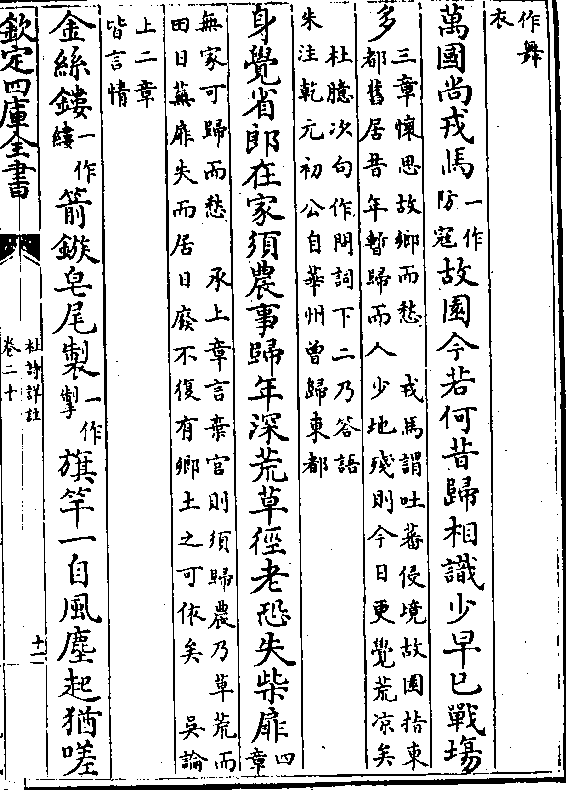 作舞
衣
萬國尚戎馬一作
防寇故園今若何昔歸相識少早已戰塲
三章懷思故鄉而愁 戎馬謂吐蕃侵境故園指東
都舊居昔年暫歸而人少地殘則今日更覺荒凉矣
杜臆次句作問詞下二乃答語
朱注乾元初公自華州曾歸東都
多
身覺省郎在家須農事歸年深荒草徑老恐失柴扉四
章
無家可歸而愁 承上章言棄官則須歸農乃草荒而
田日蕪扉失而居日廢不復有鄉土之可依矣 吳論
上二章
皆言情
金絲鏤一作
縷箭鏃皂尾製一作
掣旗竿一自風塵起猶嗟
欽定四庫全書
杜詩詳註
卷二十
十二